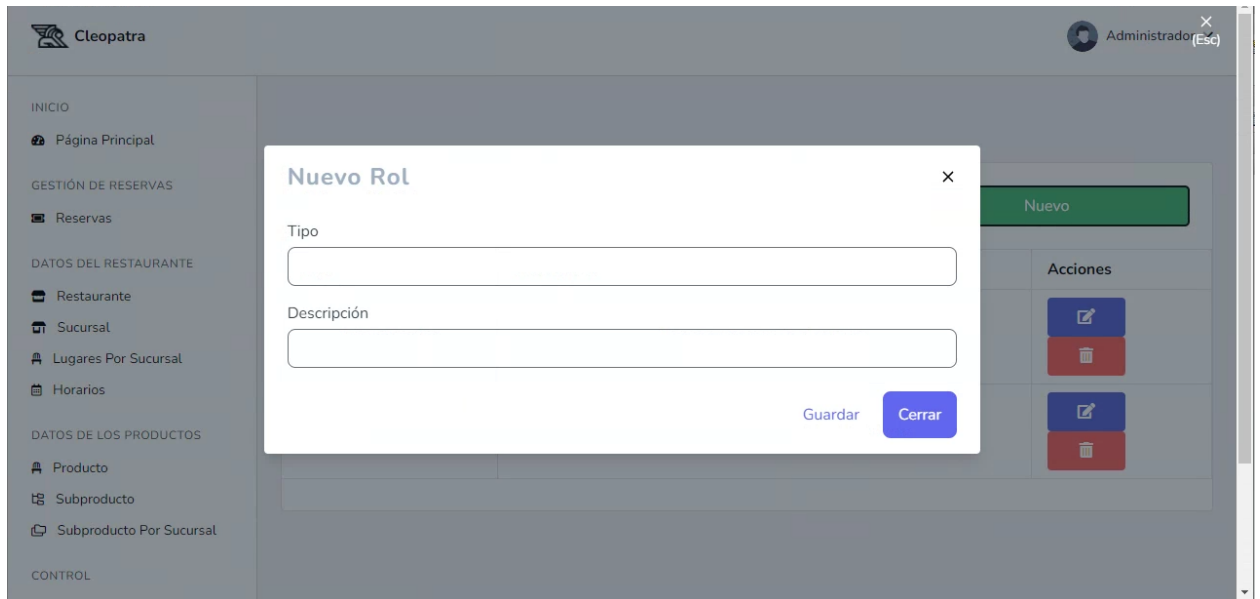 Cleopatra
Administrador
(Esc)
INICIO
Página Principal
GESTIÓN DE RESERVAS
Reservas
DATOS DEL RESTAURANTE
Restaurante
Sucursal
Lugares Por Sucursal
Horarios
DATOS DE LOS PRODUCTOS
Producto
Subproducto
Subproducto Por Sucursal
CONTROL
Nuevo Rol
Tipo
Descripción
Guardar
Cerrar
Nuevo
Acciones